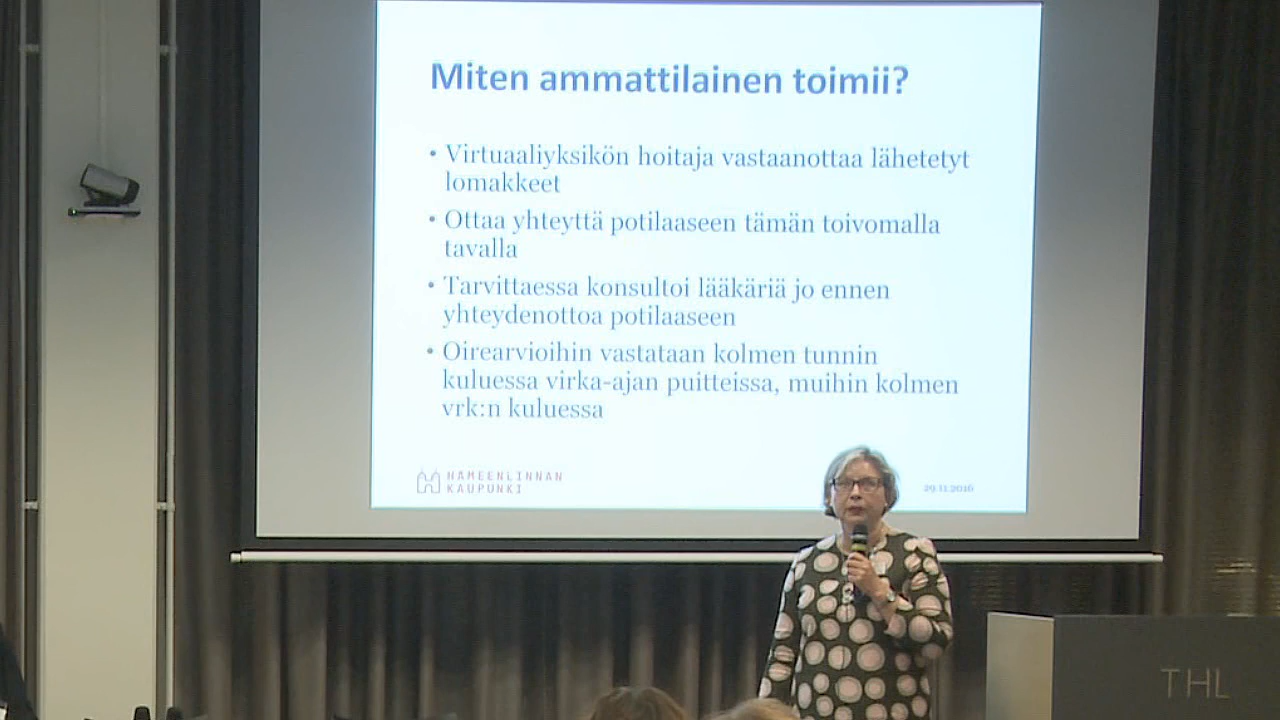 Miten ammattilainen toimii?
• Virtuaaliyksikön hoitaja vastaanottaa lähetetyt
lomakkeet
• Ottaa yhteyttä potilaaseen tämän toivomalla
tavalla
• Tarvittaessa konsultoi lääkäriä jo ennen
yhteydenottoa potilaaseen
• Oirearvioihin vastataan kolmen tunnin
kuluessa virka-ajan puitteissa, muihin kolmen
vrk:n kuluessa
HÄMEENLINNAN
KAUPUNKI
29.11.2016
THL